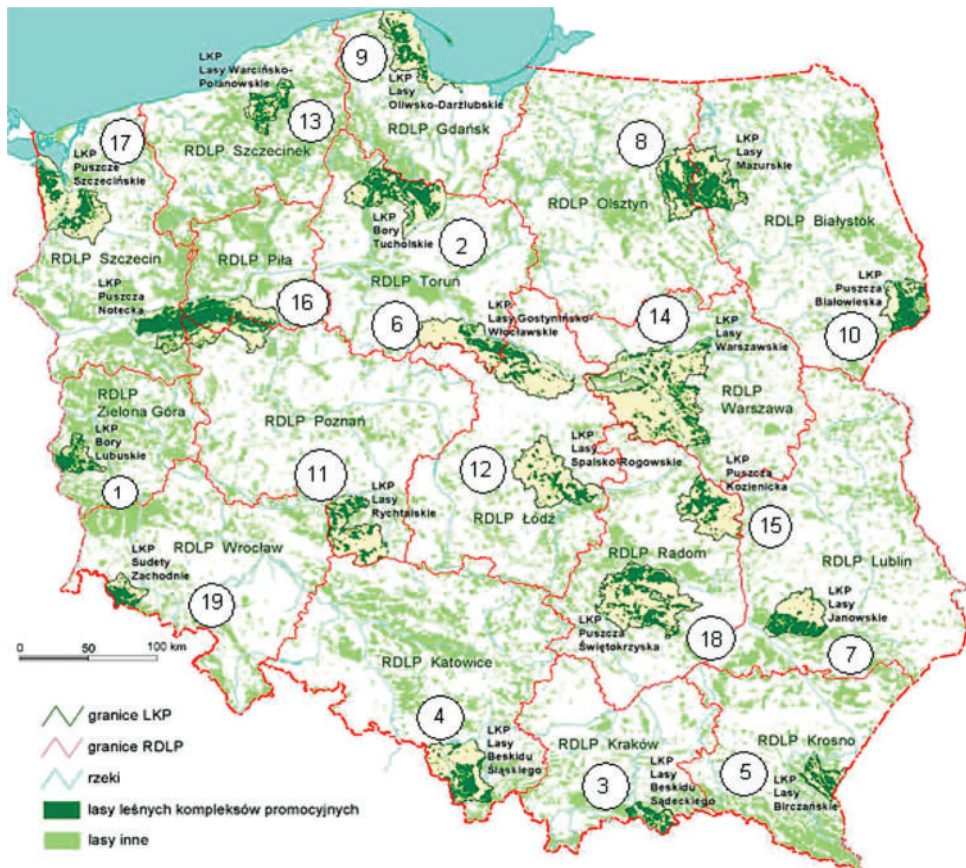 LKP
Lasy Warcińsko-
Polanowskie
9
LKP
Lasy
Oliwsko-Darżlubskie
13
RDLP Szczecinek
RDLP Gdańsk
17
LKP
Puszcze
Szczecińskie
8
LKP
Lasy
Mazurskie
RDLP Olsztyn
RDLP Białystok
LKP
Bory
Tucholskie
2
RDLP Szczecin
RDLP Piła
RDLP Toruń
LKP
Puszcza
Notecka
16
6
LKP
Lasy Gostynińsko-
Włocławskie
14
LKP
Lasy
Warszawskie
LKP
Puszcza
Białowieska
10
RDLP
Zielona Góra
RDLP
Warszawa
LKP
Bory
Lubuskie
RDLP Poznań
1
11
12
LKP
Lasy
Spalsko-Rogowskie
LKP
Puszcza
Kozienicka
LKP
Lasy
Rychtalskie
RDLP Łódź
15
RDLP Wrocław
RDLP Radom
RDLP Lublin
LKP
Sudety
Zachodnie
19
LKP
Puszcza
Świętokrzyska
18
LKP
Lasy
Janowskie
7
0 50 100 km
RDLP Katowice
4
LKP
Lasy
Beskidu
Śląskiego
RDLP Kraków
3
LKP
Lasy
Beskidu
Sądeckiego
RDLP Krosno
5
LKP
Lasy
Birczańskie
granice LKP
granice RDLP
rzeki
lasy leśnych kompleksów promocyjnych
lasy inne